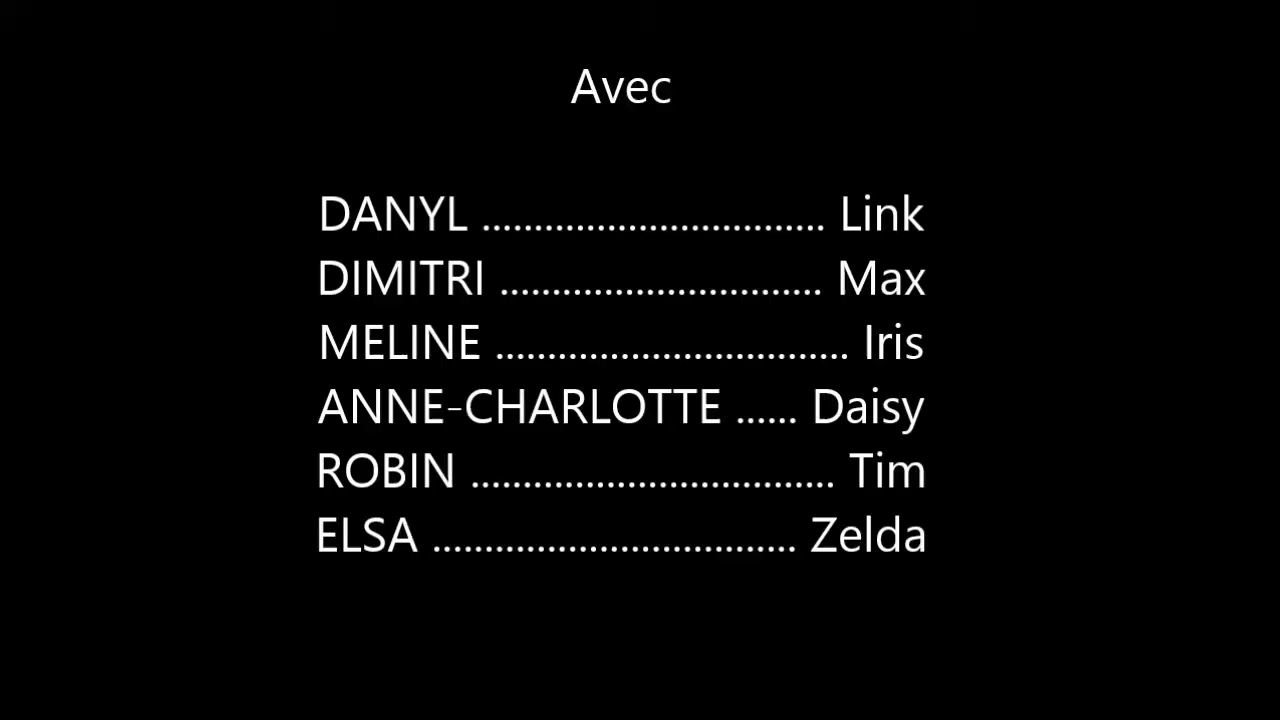 Avec
DANYL ................................. Link
DIMITRI ............................... Max
MELINE .................................. Iris
ANNE-CHARLOTTE ...... Daisy
ROBIN ................................... Tim
ELSA ................................... Zelda